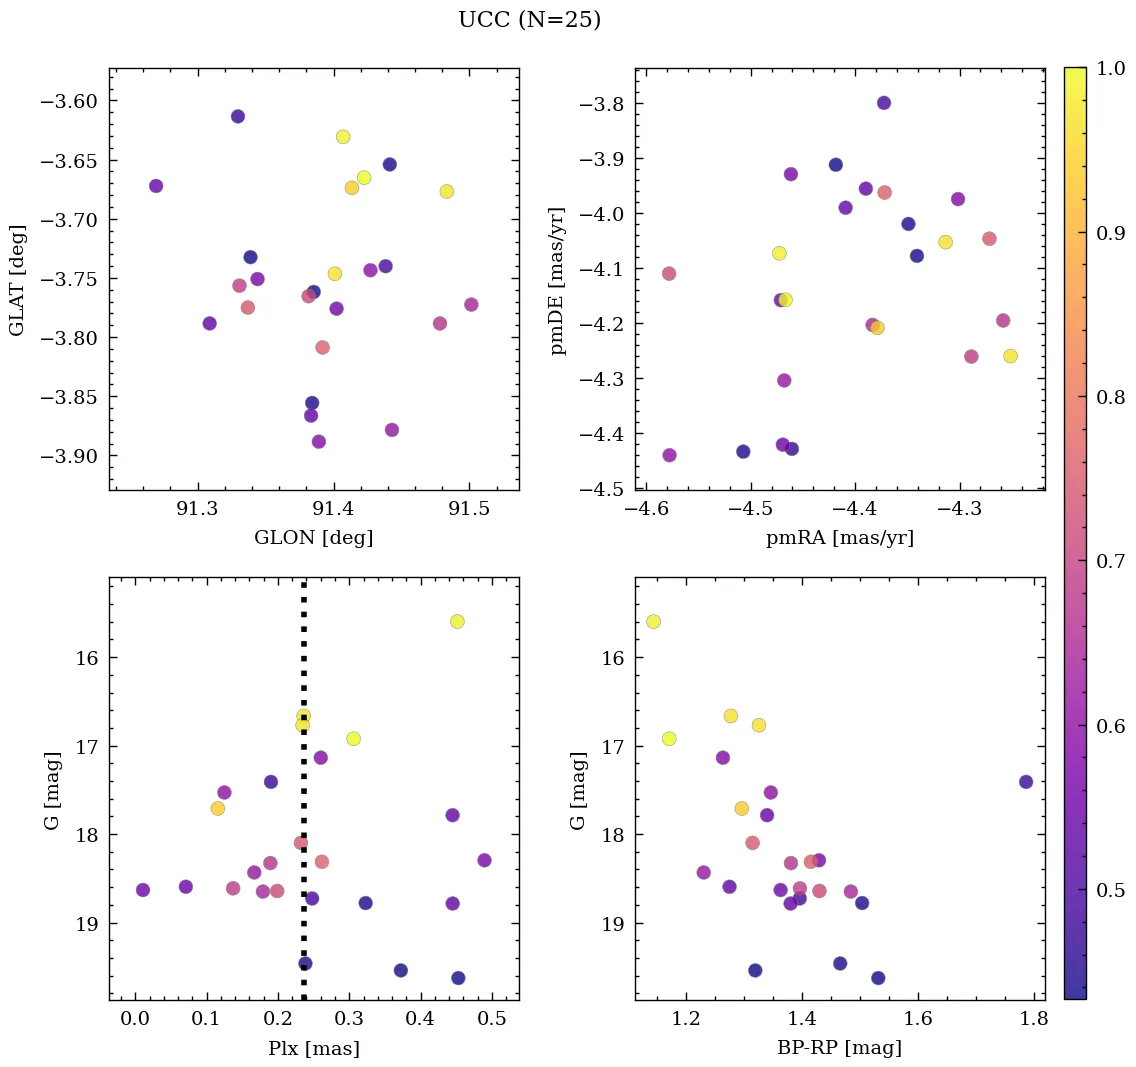 UCC (N=25)
−3.60
−3.65
−3.70
−3.75
−3.80
−3.85
−3.90
GLAT [deg]
91.3 91.4 91.5
GLON [deg]
−3.8
−3.9
−4.0
−4.1
−4.2
−4.3
−4.4
−4.5
pmDE [mas/yr]
−4.6 −4.5 −4.4 −4.3
pmRA [mas/yr]
16
17
18
19
G [mag]
0.0 0.1 0.2 0.3 0.4 0.5
Plx [mas]
16
17
18
19
G [mag]
1.2 1.4 1.6 1.8
BP-RP [mag]
1.0
0.9
0.8
0.7
0.6
0.5